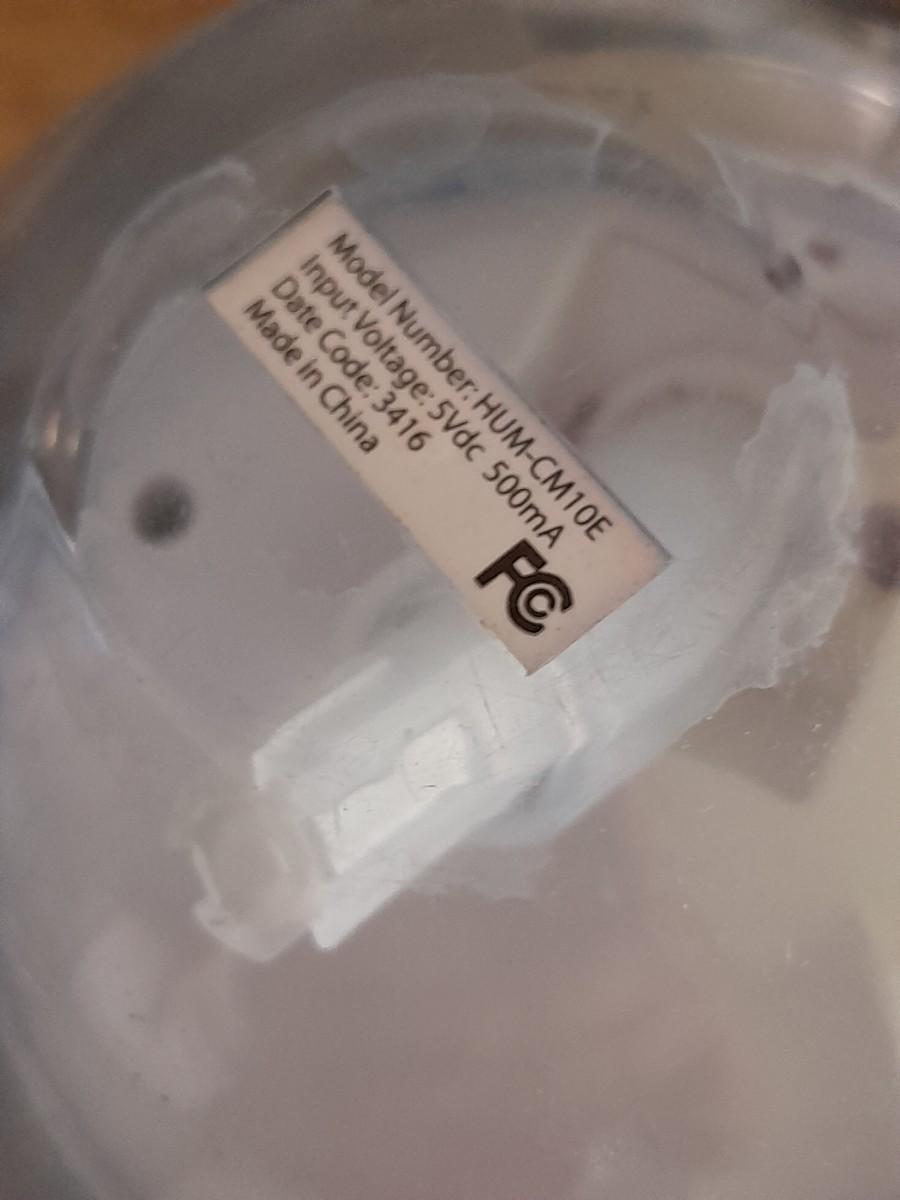 Model Number: HUM-CM10E
Input Voltage: 5Vdc 500mA
Date Code: 3416
Made in China
FC